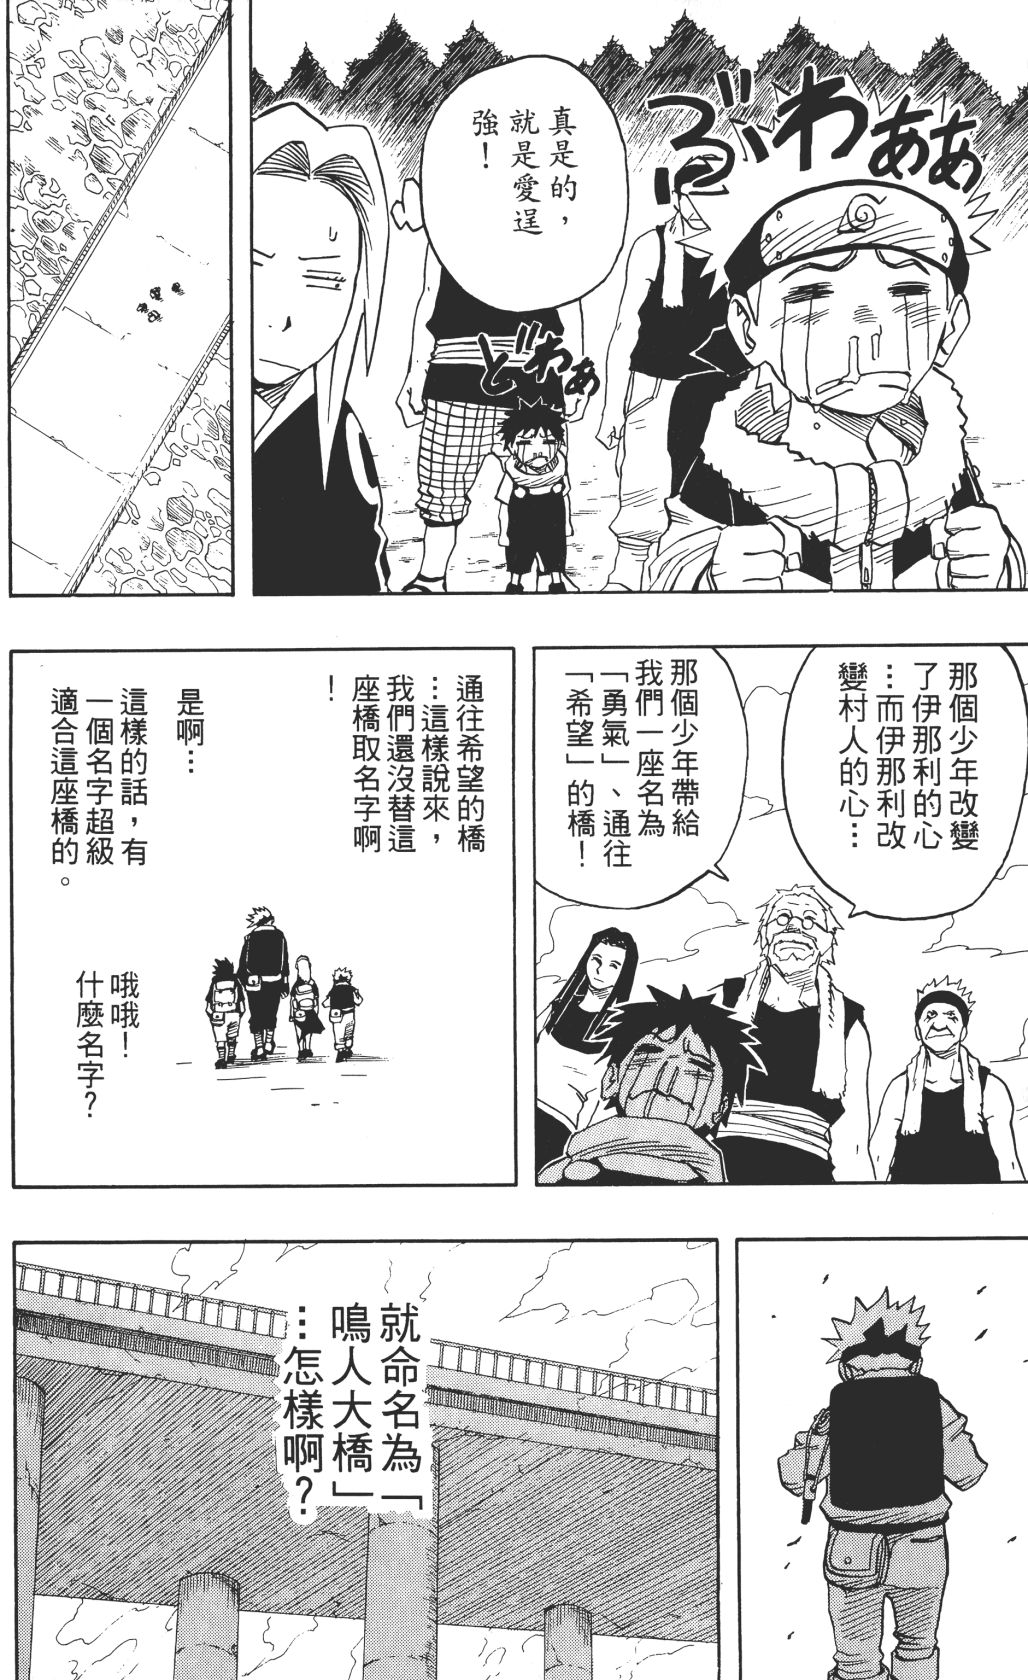 ぶわああ
真是的，
就是愛逞
強！
どわあ
那個少年改變
了伊那利的心
…而伊那利改
變村人的心…
那個少年帶給
我們一座名為
「勇氣」、通往
「希望」的橋！
通往希望的橋
…這樣說來，
我們還沒替這
座橋取名字啊
！
是啊…
這樣的話，有
一個名字超級
適合這座橋的。
哦哦！
什麼名字？
就命名為「
鳴人大橋」
…怎樣啊？